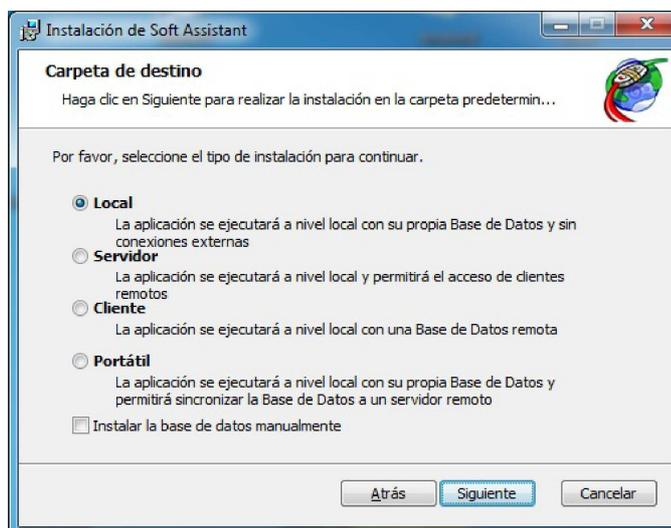 Instalación de Soft Assistant
Carpeta de destino
Haga clic en Siguiente para realizar la instalación en la carpeta predetermin...
Por favor, seleccione el tipo de instalación para continuar.
Local
La aplicación se ejecutará a nivel local con su propia Base de Datos y sin
conexiones externas
Servidor
La aplicación se ejecutará a nivel local y permitirá el acceso de clientes
remotos
Cliente
La aplicación se ejecutará a nivel local con una Base de Datos remota
Portátil
La aplicación se ejecutará a nivel local con su propia Base de Datos y
permitirá sincronizar la Base de Datos a un servidor remoto
Instalar la base de datos manualmente
Atrás Siguiente Cancelar